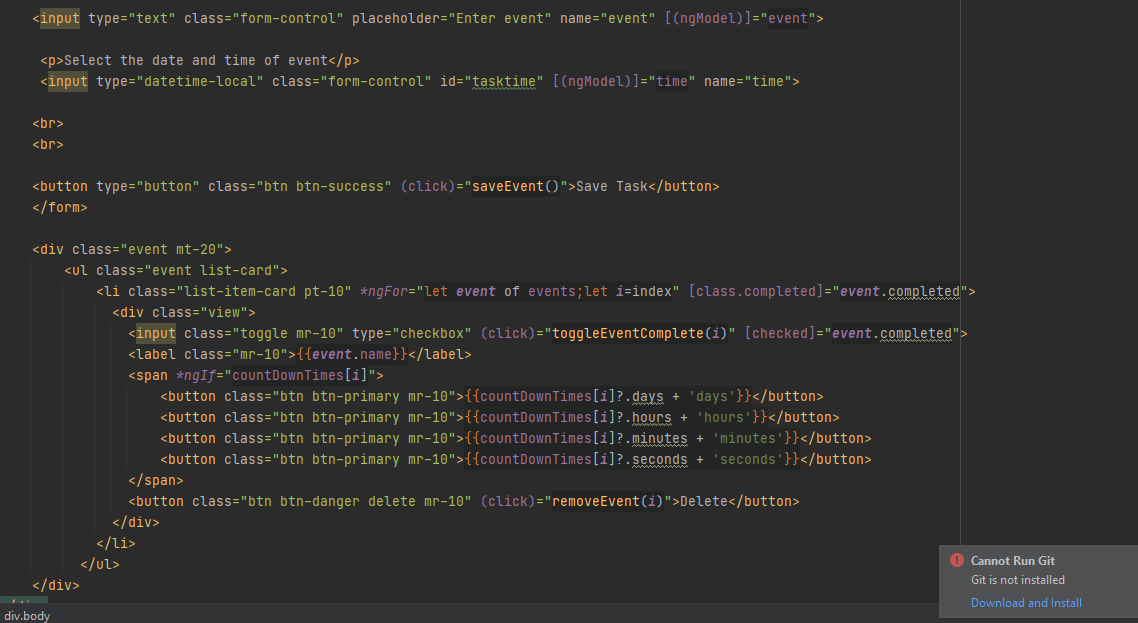 <input type="text" class="form-control" placeholder="Enter event" name="event" [(ngModel)]="event">
<p>Select the date and time of event</p>
<input type="datetime-local" class="form-control" id="tasktime" [(ngModel)]="time" name="time">
<br>
<br>
<button type="button" class="btn btn-success" (click)="saveEvent()">Save Task</button>
</form>
<div class="event mt-20">
<ul class="event list-card">
<li class="list-item-card pt-10" *ngFor="let event of events;let i=index" [class.completed]="event.completed">
<div class="view">
<input class="toggle mr-10" type="checkbox" (click)="toggleEventComplete(i)" [checked]="event.completed">
<label class="mr-10">{{event.name}}</label>
<span *ngIf="countDownTimes[i]">
<button class="btn btn-primary mr-10">{{countDownTimes[i]?.days + 'days'}}</button>
<button class="btn btn-primary mr-10">{{countDownTimes[i]?.hours + 'hours'}}</button>
<button class="btn btn-primary mr-10">{{countDownTimes[i]?.minutes + 'minutes'}}</button>
<button class="btn btn-primary mr-10">{{countDownTimes[i]?.seconds + 'seconds'}}</button>
</span>
<button class="btn btn-danger delete mr-10" (click)="removeEvent(i)">Delete</button>
</div>
</li>
</ul>
</div>
Cannot Run Git
Git is not installed
Download and Install
div.body